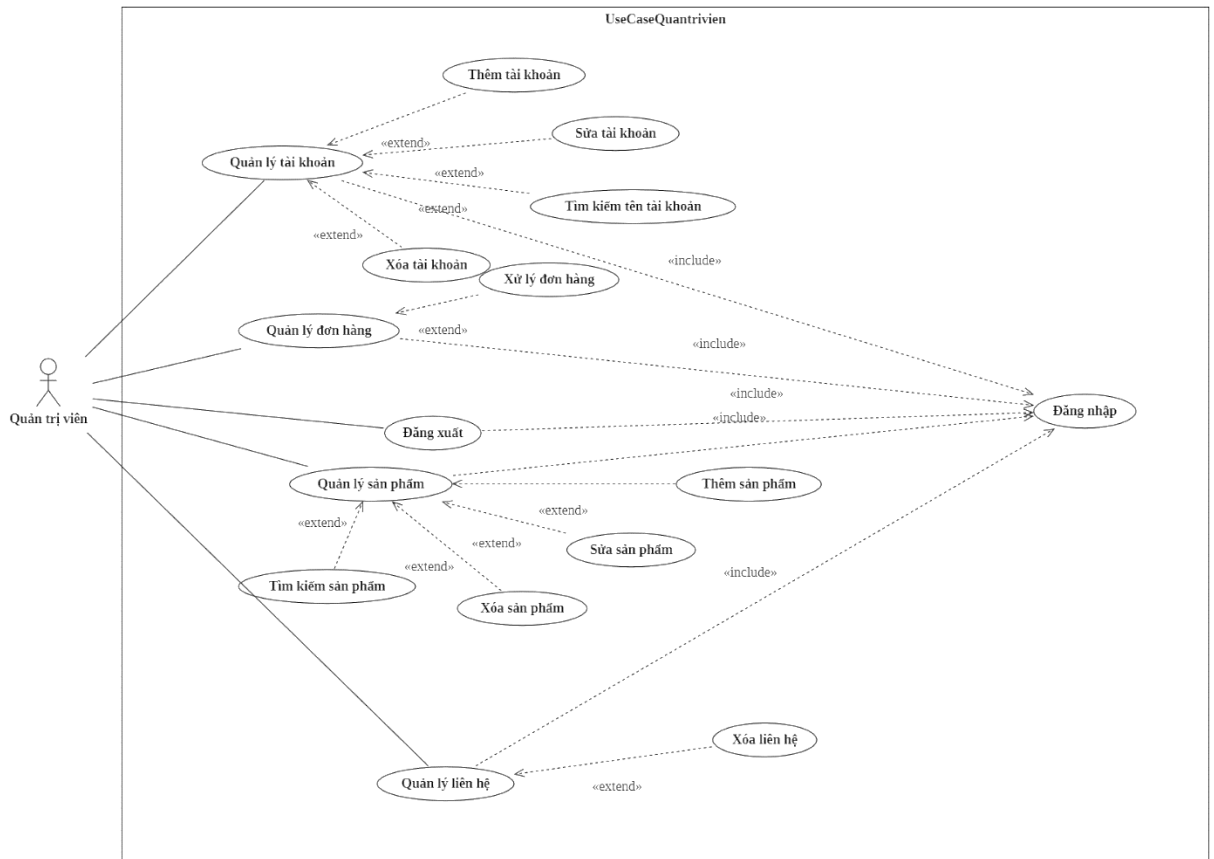 UseCaseQuantrivien
Thêm tài khoản
Sửa tài khoản
«extend»
Quản lý tài khoản
«extend»
Tìm kiếm tên tài khoản
«extend»
«extend»
Xóa tài khoản
«include»
Xử lý đơn hàng
Quản lý đơn hàng
«extend»
«include»
«include»
Đăng nhập
«include»
Quản trị viên
Đăng xuất
Quản lý sản phẩm
Thêm sản phẩm
«extend»
«extend»
«extend»
Sửa sản phẩm
«extend»
«include»
Tìm kiếm sản phẩm
Xóa sản phẩm
Xóa liên hệ
Quản lý liên hệ
«extend»